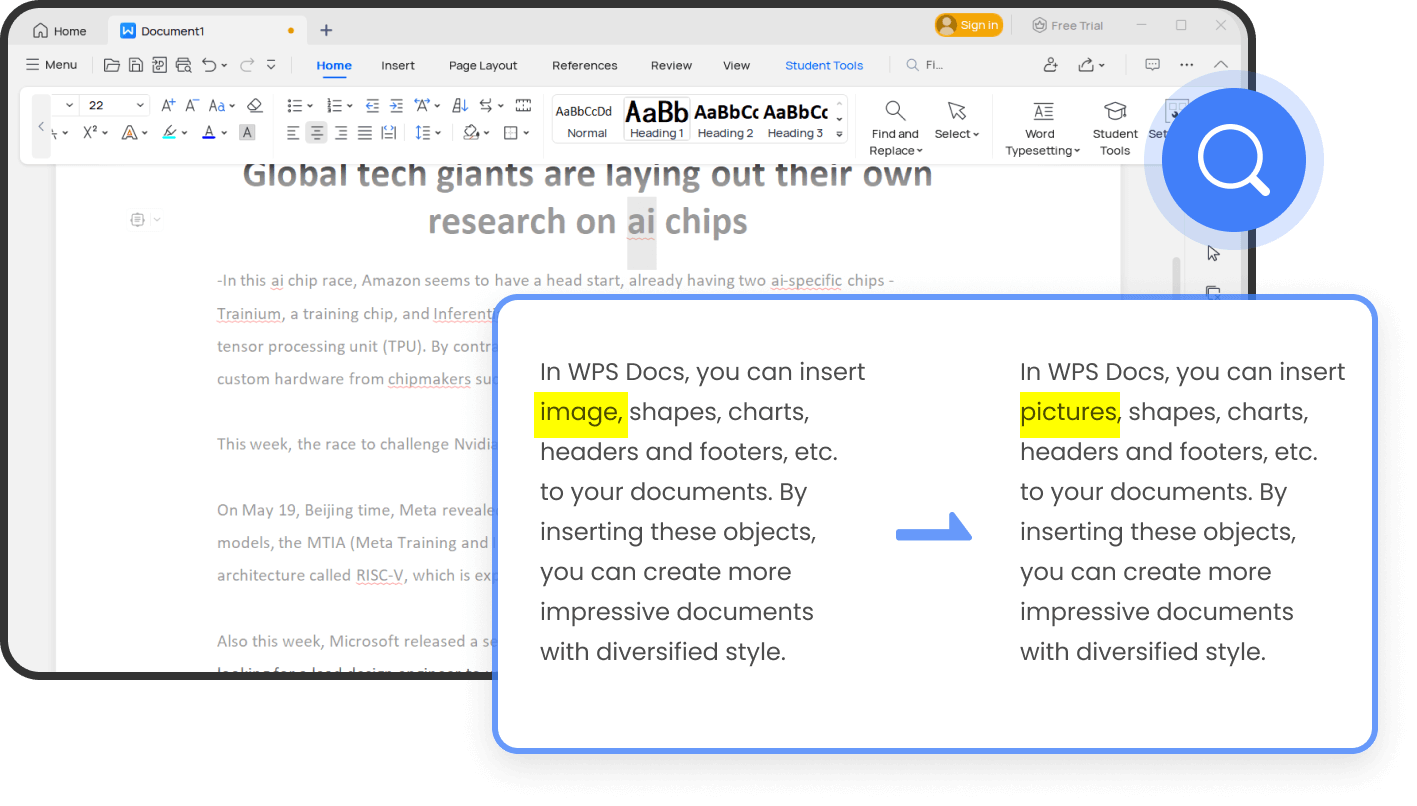 Home
Document1
Sign in
Free Trial
Menu
Home
Insert
Page Layout
References
Review
View
Student Tools
Fi...
22
AaBbCcDd
AaBb
AaBbCc
AaBbCc
Normal
Heading 1
Heading 2
Heading 3
Find and
Replace
Select
Word
Typesetting
Student
Tools
Global tech giants are laying out their own
research on ai chips
-In this ai chip race, Amazon seems to have a head start, already having two ai-specific chips -
Trainium, a training chip, and
tensor processing unit (TPU). By
custom hardware from chipmakers
This week, the race to challenge
On May 19, Beijing time, Meta
models, the MTIA (Meta Training and
architecture called RISC-V, which is
Also this week, Microsoft released a
In WPS Docs, you can insert
image, shapes, charts,
headers and footers, etc.
to your documents. By
inserting these objects,
you can create more
impressive documents
with diversified style.
In WPS Docs, you can insert
pictures, shapes, charts,
headers and footers, etc.
to your documents. By
inserting these objects,
you can create more
impressive documents
with diversified style.